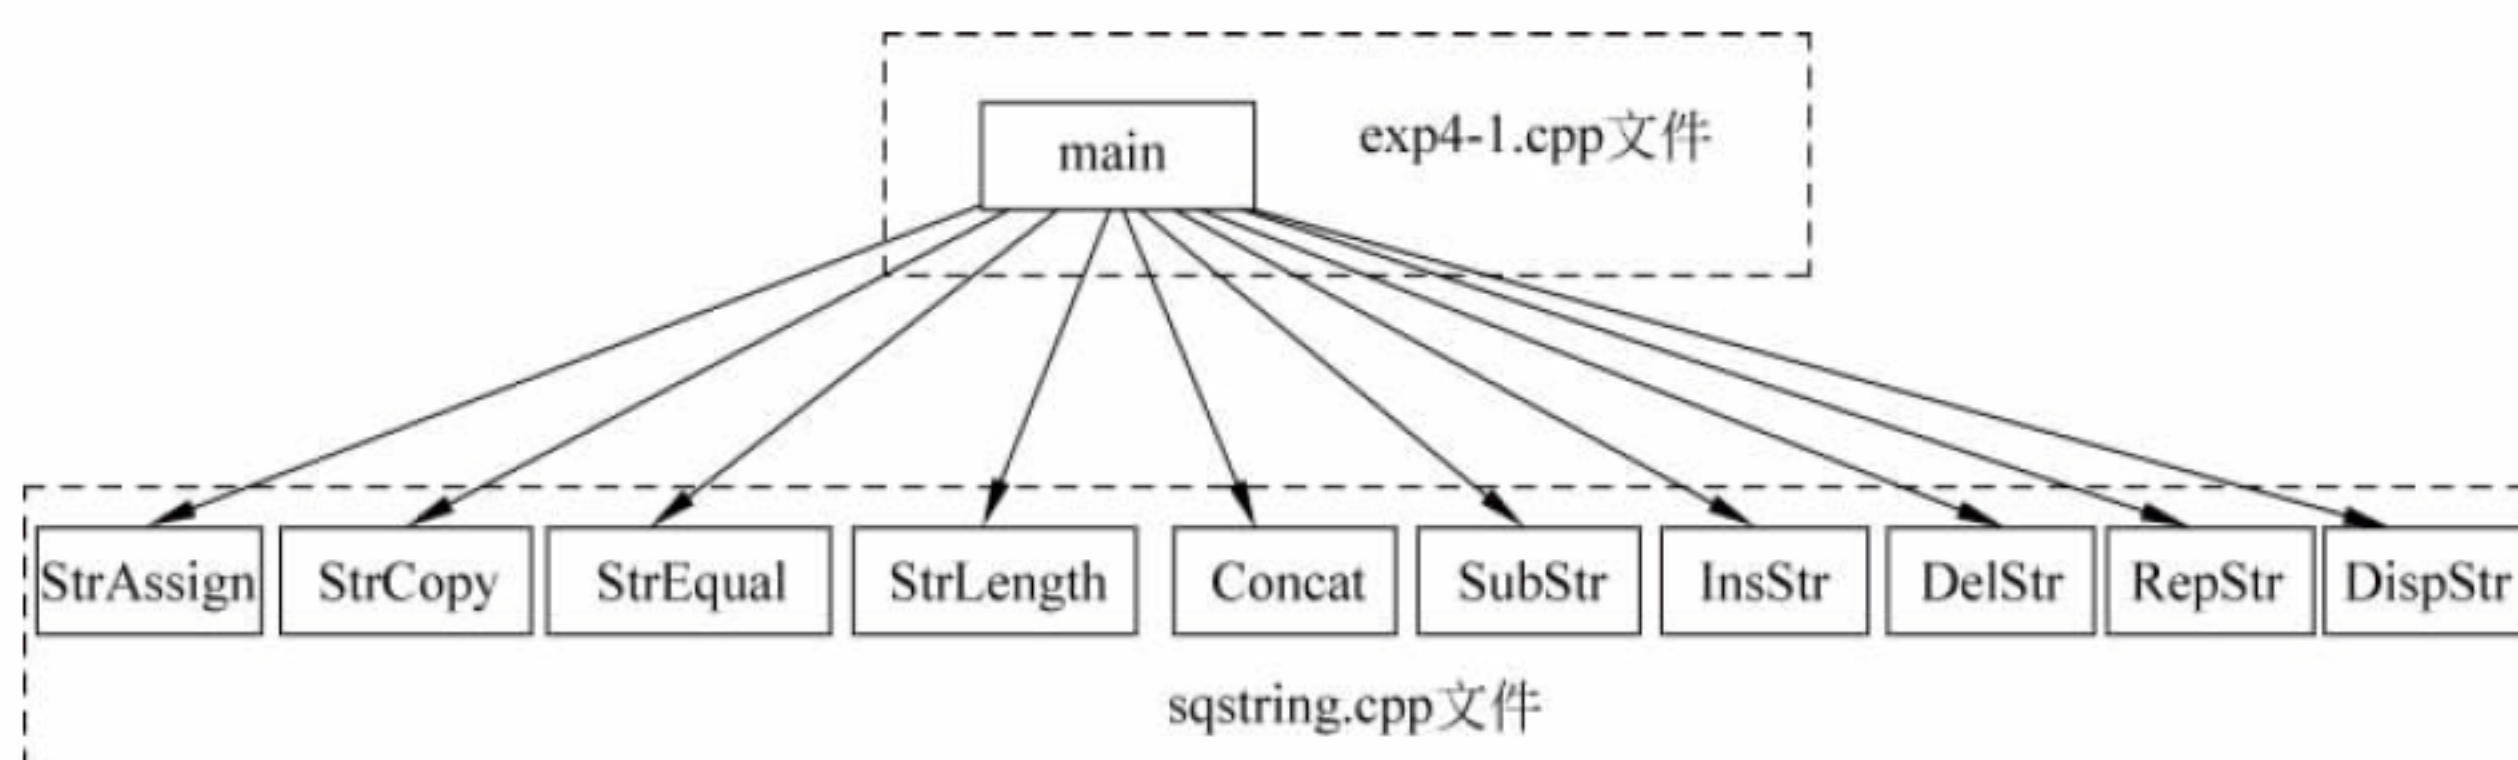 main
exp4-1.cpp文件
StrAssign
StrCopy
StrEqual
StrLength
Concat
SubStr
InsStr
DelStr
RepStr
DispStr
sqstring.cpp文件